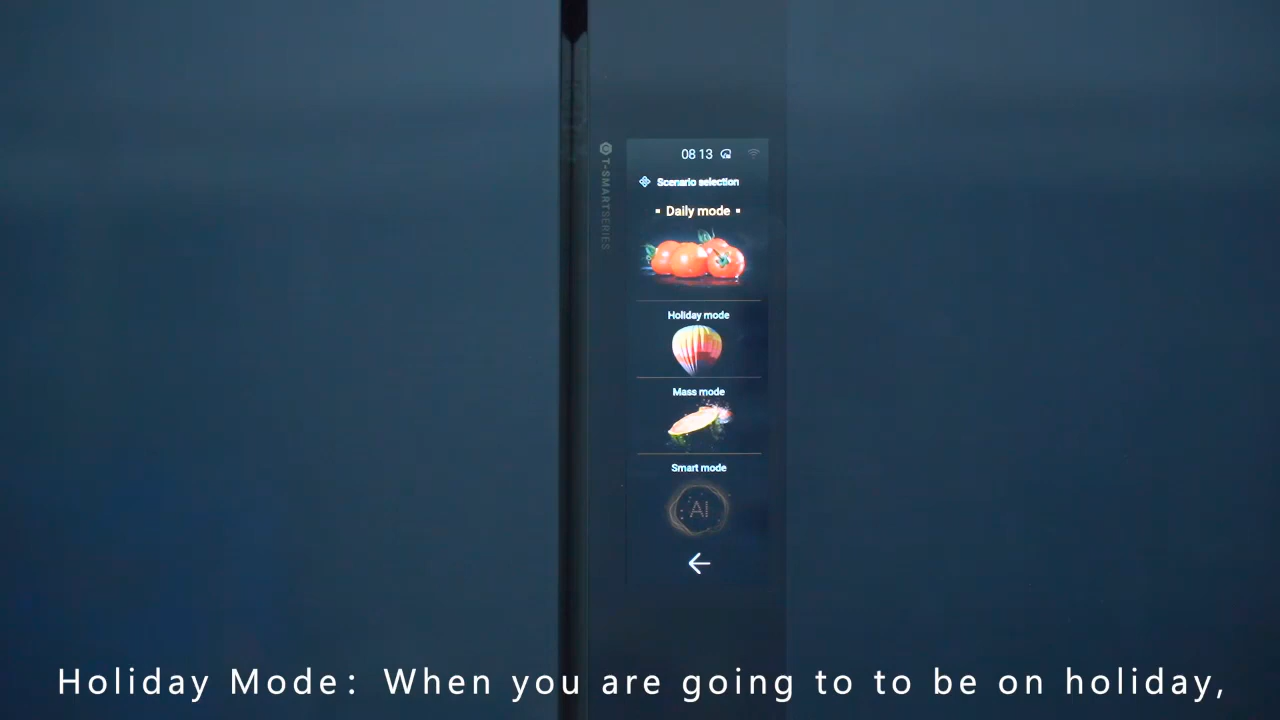 08 13
T-SMARTSERIES
Scenario selection
Daily mode
Holiday mode
Mass mode
Smart mode
AI
Holiday Mode: When you are going to to be on holiday,